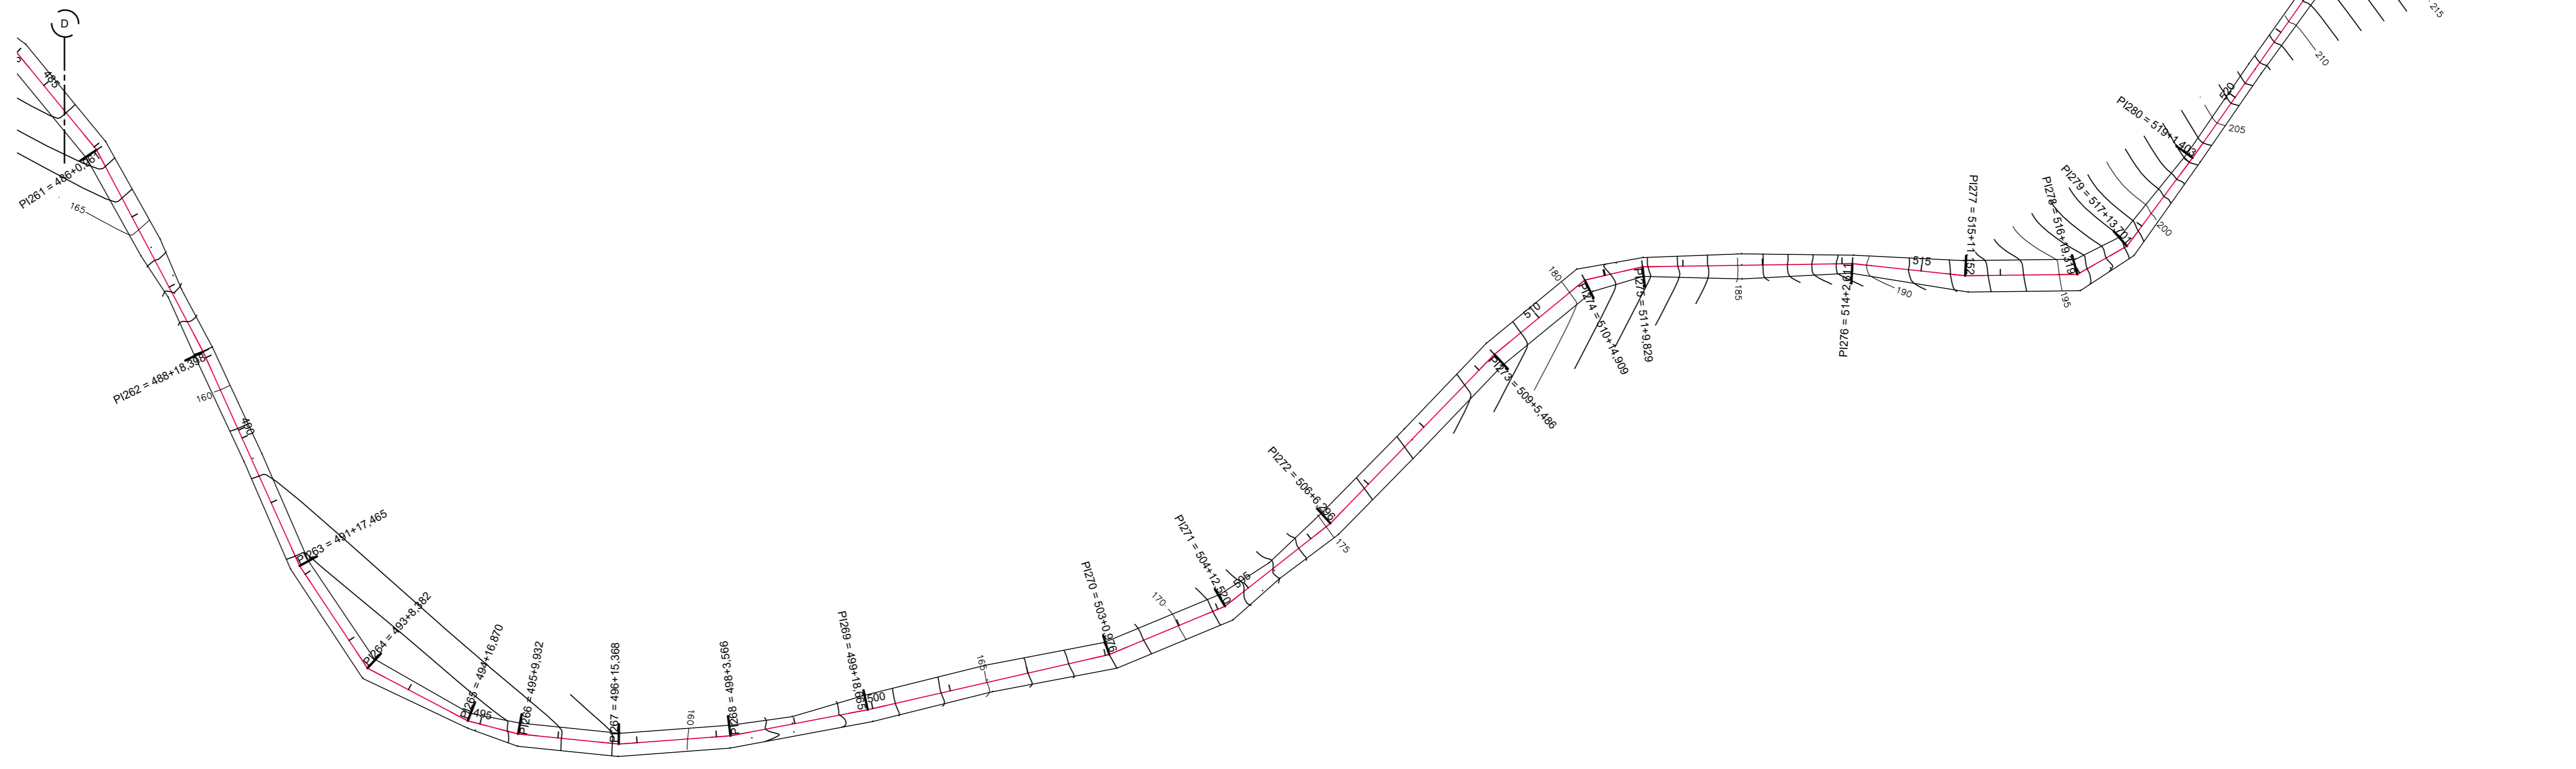 D
485
PI261 = 486+0,961
165
PI262 = 488+18,398
160
490
PI263 = 491+17,465
PI264 = 493+8,382
PI265 = 494+16,870
495
PI266 = 495+9,932
PI267 = 496+15,368
160
PI268 = 498+3,566
PI269 = 499+18,665
500
165
PI270 = 503+0,976
170
PI271 = 504+12,520
505
PI272 = 506+6,296
175
PI273 = 509+5,486
510
180
PI274 = 510+14,909
PI275 = 511+9,829
185
PI276 = 514+2,611
190
515
PI277 = 515+11,152
195
PI278 = 516+19,319
PI279 = 517+13,701
200
PI280 = 519+1,403
205
520
210
215